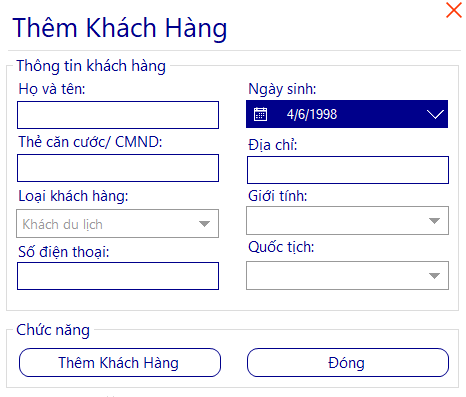 Thêm Khách Hàng
Thông tin khách hàng
Họ và tên:
Ngày sinh:
4/6/1998
Thẻ căn cước/ CMND:
Địa chỉ:
Loại khách hàng:
Giới tính:
Khách du lịch
Số điện thoại:
Quốc tịch:
Chức năng
Thêm Khách Hàng
Đóng